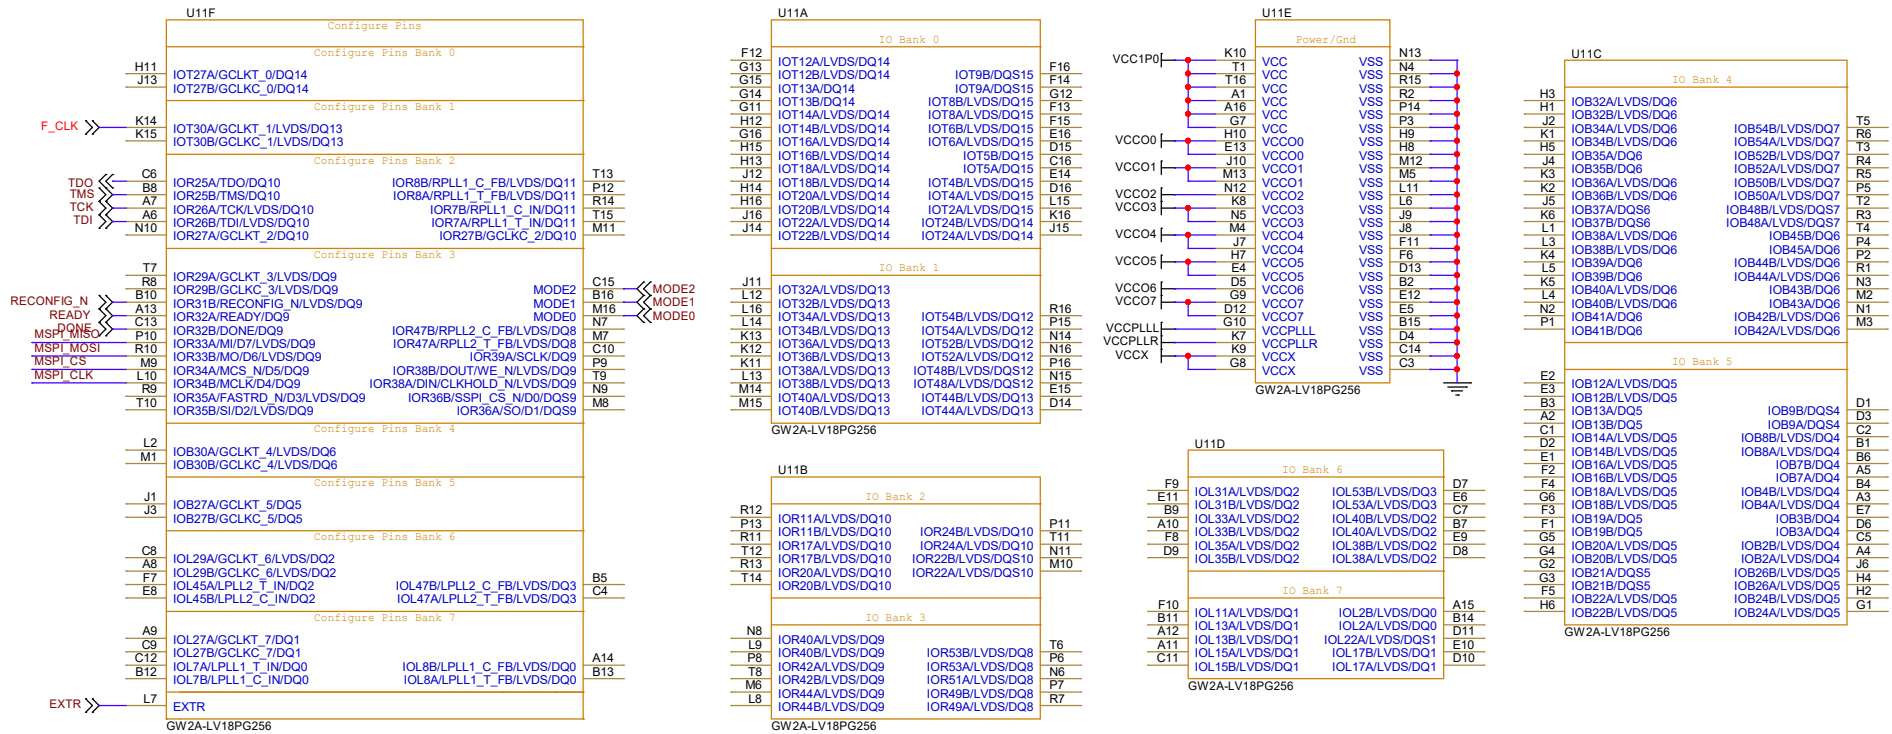 U11F
Configure Pins
Configure Pins Bank 0
H11 IOT27A/GCLKT_0/DQ14
J13 IOT27B/GCLKC_0/DQ14
Configure Pins Bank 1
F_CLK K14 IOT30A/GCLKT_1/LVDS/DQ13
K15 IOT30B/GCLKC_1/LVDS/DQ13
Configure Pins Bank 2
TDO C6 IOR25A/TDO/DQ10 IOR8B/RPLL1_C_FB/LVDS/DQ11 T13
TMS B8 IOR25B/TMS/DQ10 IOR8A/RPLL1_T_FB/LVDS/DQ11 P12
TCK A7 IOR26A/TCK/LVDS/DQ10 IOR7B/RPLL1_C_IN/DQ11 R14
TDI A6 IOR26B/TDI/LVDS/DQ10 IOR7A/RPLL1_T_IN/DQ11 T15
N10 IOR27A/GCLKT_2/DQ10 IOR27B/GCLKC_2/DQ10 M11
Configure Pins Bank 3
T7 IOR29A/GCLKT_3/LVDS/DQ9
R8 IOR29B/GCLKC_3/LVDS/DQ9 MODE2 C15 MODE2
RECONFIG_N B10 IOR31B/RECONFIG_N/LVDS/DQ9 MODE1 B16 MODE1
READY A13 IOR32A/READY/DQ9 MODE0 M16 MODE0
DONE C13 IOR32B/DONE/DQ9 IOR47B/RPLL2_C_FB/LVDS/DQ8 N7
MSPI_MISO P10 IOR33A/MI/D7/LVDS/DQ9 IOR47A/RPLL2_T_FB/LVDS/DQ8 M7
MSPI_MOSI R10 IOR33B/MO/D6/LVDS/DQ9 IOR39A/SCLK/DQ9 C10
MSPI_CS M9 IOR34A/MCS_N/D5/DQ9 IOR38B/DOUT/WE_N/LVDS/DQ9 P9
MSPI_CLK L10 IOR34B/MCLK/D4/DQ9 IOR38A/DIN/CLKHOLD_N/LVDS/DQ9 T9
R9 IOR35A/FASTRD_N/D3/LVDS/DQ9 IOR36B/SSPI_CS_N/D0/DQS9 N9
T10 IOR35B/SI/D2/LVDS/DQ9 IOR36A/SO/D1/DQS9 M8
Configure Pins Bank 4
L2 IOB30A/GCLKT_4/LVDS/DQ6
M1 IOB30B/GCLKC_4/LVDS/DQ6
Configure Pins Bank 5
J1 IOB27A/GCLKT_5/DQ5
J3 IOB27B/GCLKC_5/DQ5
Configure Pins Bank 6
C8 IOL29A/GCLKT_6/LVDS/DQ2
A8 IOL29B/GCLKC_6/LVDS/DQ2
F7 IOL45A/LPLL2_T_IN/DQ2 IOL47B/LPLL2_C_FB/LVDS/DQ3 B5
E8 IOL45B/LPLL2_C_IN/DQ2 IOL47A/LPLL2_T_FB/LVDS/DQ3 C4
Configure Pins Bank 7
A9 IOL27A/GCLKT_7/DQ1
C9 IOL27B/GCLKC_7/DQ1
C12 IOL7A/LPLL1_T_IN/DQ0 IOL8B/LPLL1_C_FB/LVDS/DQ0 A14
B12 IOL7B/LPLL1_C_IN/DQ0 IOL8A/LPLL1_T_FB/LVDS/DQ0 B13
EXTR L7 EXTR
GW2A-LV18PG256
U11A
IO Bank 0
F12 IOT12A/LVDS/DQ14
G13 IOT12B/LVDS/DQ14 IOT9B/DQS15 F16
G15 IOT13A/DQ14 IOT9A/DQS15 F14
G14 IOT13B/DQ14 IOT8B/LVDS/DQ15 G12
G11 IOT14A/LVDS/DQ14 IOT8A/LVDS/DQ15 F13
H12 IOT14B/LVDS/DQ14 IOT6B/LVDS/DQ15 F15
G16 IOT16A/LVDS/DQ14 IOT6A/LVDS/DQ15 E16
H15 IOT16B/LVDS/DQ14 IOT5B/DQ15 D15
H13 IOT18A/LVDS/DQ14 IOT5A/DQ15 C16
J12 IOT18B/LVDS/DQ14 IOT4B/LVDS/DQ15 E14
H14 IOT20A/LVDS/DQ14 IOT4A/LVDS/DQ15 D16
H16 IOT20B/LVDS/DQ14 IOT2A/LVDS/DQ15 L15
J16 IOT22A/LVDS/DQ14 IOT24B/LVDS/DQ14 K16
J14 IOT22B/LVDS/DQ14 IOT24A/LVDS/DQ14 J15
IO Bank 1
J11 IOT32A/LVDS/DQ13
L12 IOT32B/LVDS/DQ13
L16 IOT34A/LVDS/DQ13 IOT54B/LVDS/DQ12 R16
L14 IOT34B/LVDS/DQ13 IOT54A/LVDS/DQ12 P15
K13 IOT36A/LVDS/DQ13 IOT52B/LVDS/DQ12 N14
K12 IOT36B/LVDS/DQ13 IOT52A/LVDS/DQ12 N16
K11 IOT38A/LVDS/DQ13 IOT48B/LVDS/DQS12 P16
L13 IOT38B/LVDS/DQ13 IOT48A/LVDS/DQS12 N15
M14 IOT40A/LVDS/DQ13 IOT44B/LVDS/DQ13 E15
M15 IOT40B/LVDS/DQ13 IOT44A/LVDS/DQ13 D14
GW2A-LV18PG256
U11B
IO Bank 2
R12 IOR11A/LVDS/DQ10
P13 IOR11B/LVDS/DQ10 IOR24B/LVDS/DQ10 P11
R11 IOR17A/LVDS/DQ10 IOR24A/LVDS/DQ10 T11
T12 IOR17B/LVDS/DQ10 IOR22B/LVDS/DQS10 N11
R13 IOR20A/LVDS/DQ10 IOR22A/LVDS/DQS10 M10
T14 IOR20B/LVDS/DQ10
IO Bank 3
N8 IOR40A/LVDS/DQ9
L9 IOR40B/LVDS/DQ9 IOR53B/LVDS/DQ8 T6
P8 IOR42A/LVDS/DQ9 IOR53A/LVDS/DQ8 P6
T8 IOR42B/LVDS/DQ9 IOR51A/LVDS/DQ8 N6
M6 IOR44A/LVDS/DQ9 IOR49B/LVDS/DQ8 P7
L8 IOR44B/LVDS/DQ9 IOR49A/LVDS/DQ8 R7
GW2A-LV18PG256
U11E
Power/Gnd
VCC1P0 K10 VCC VSS N13
T1 VCC VSS N4
T16 VCC VSS R15
A1 VCC VSS R2
A16 VCC VSS P14
G7 VCC VSS P3
VCCO0 H10 VCCO0 VSS H9
E13 VCCO0 VSS H8
VCCO1 J10 VCCO1 VSS M12
M13 VCCO1 VSS M5
VCCO2 N12 VCCO2 VSS L11
VCCO3 K8 VCCO3 VSS L6
N5 VCCO3 VSS J9
VCCO4 M4 VCCO4 VSS J8
J7 VCCO4 VSS F11
VCCO5 H7 VCCO5 VSS F6
E4 VCCO5 VSS D13
VCCO6 D5 VCCO6 VSS B2
VCCO7 G9 VCCO7 VSS E12
D12 VCCO7 VSS E5
VCCPLLL G10 VCCPLLL VSS B15
VCCPLLR K7 VCCPLLR VSS D4
VCCX K9 VCCX VSS C14
G8 VCCX VSS C3
GW2A-LV18PG256
U11D
IO Bank 6
F9 IOL31A/LVDS/DQ2 IOL53B/LVDS/DQ3 D7
E11 IOL31B/LVDS/DQ2 IOL53A/LVDS/DQ3 E6
B9 IOL33A/LVDS/DQ2 IOL40B/LVDS/DQ2 C7
A10 IOL33B/LVDS/DQ2 IOL40A/LVDS/DQ2 B7
F8 IOL35A/LVDS/DQ2 IOL38B/LVDS/DQ2 E9
D9 IOL35B/LVDS/DQ2 IOL38A/LVDS/DQ2 D8
IO Bank 7
F10 IOL11A/LVDS/DQ1 IOL2B/LVDS/DQ0 A15
B11 IOL13A/LVDS/DQ1 IOL2A/LVDS/DQ0 B14
A12 IOL13B/LVDS/DQ1 IOL22A/LVDS/DQS1 D11
A11 IOL15A/LVDS/DQ1 IOL17B/LVDS/DQ1 E10
C11 IOL15B/LVDS/DQ1 IOL17A/LVDS/DQ1 D10
GW2A-LV18PG256
U11C
IO Bank 4
H3 IOB32A/LVDS/DQ6
H1 IOB32B/LVDS/DQ6
J2 IOB34A/LVDS/DQ6 IOB54B/LVDS/DQ7 T5
K1 IOB34B/LVDS/DQ6 IOB54A/LVDS/DQ7 R6
H5 IOB35A/DQ6 IOB52B/LVDS/DQ7 T3
J4 IOB35B/DQ6 IOB52A/LVDS/DQ7 R4
K3 IOB36A/LVDS/DQ6 IOB50B/LVDS/DQ7 R5
K2 IOB36B/LVDS/DQ6 IOB50A/LVDS/DQ7 P5
J5 IOB37A/DQS6 IOB48B/LVDS/DQS7 T2
K6 IOB37B/DQS6 IOB48A/LVDS/DQS7 R3
L1 IOB38A/LVDS/DQ6 IOB45B/DQ6 T4
L3 IOB38B/LVDS/DQ6 IOB45A/DQ6 P4
K4 IOB39A/DQ6 IOB44B/LVDS/DQ6 P2
L5 IOB39B/DQ6 IOB44A/LVDS/DQ6 R1
K5 IOB40A/LVDS/DQ6 IOB43B/DQ6 N3
L4 IOB40B/LVDS/DQ6 IOB43A/DQ6 M2
N2 IOB41A/DQ6 IOB42B/LVDS/DQ6 N1
P1 IOB41B/DQ6 IOB42A/LVDS/DQ6 M3
IO Bank 5
E2 IOB12A/LVDS/DQ5
E3 IOB12B/LVDS/DQ5
B3 IOB13A/DQ5 IOB9B/DQS4 D1
A2 IOB13B/DQ5 IOB9A/DQS4 D3
C1 IOB14A/LVDS/DQ5 IOB8B/LVDS/DQ4 C2
D2 IOB14B/LVDS/DQ5 IOB8A/LVDS/DQ4 B1
E1 IOB16A/LVDS/DQ5 IOB7B/DQ4 B6
F2 IOB16B/LVDS/DQ5 IOB7A/DQ4 A5
F4 IOB18A/LVDS/DQ5 IOB4B/LVDS/DQ4 B4
G6 IOB18B/LVDS/DQ5 IOB4A/LVDS/DQ4 A3
F3 IOB19A/DQ5 IOB3B/DQ4 E7
F1 IOB19B/DQ5 IOB3A/DQ4 D6
G5 IOB20A/LVDS/DQ5 IOB2B/LVDS/DQ4 C5
G4 IOB20B/LVDS/DQ5 IOB2A/LVDS/DQ4 A4
G2 IOB21A/DQS5 IOB26B/LVDS/DQ5 J6
G3 IOB21B/DQS5 IOB26A/LVDS/DQ5 H4
F5 IOB22A/LVDS/DQ5 IOB24B/LVDS/DQ5 H2
H6 IOB22B/LVDS/DQ5 IOB24A/LVDS/DQ5 G1
GW2A-LV18PG256